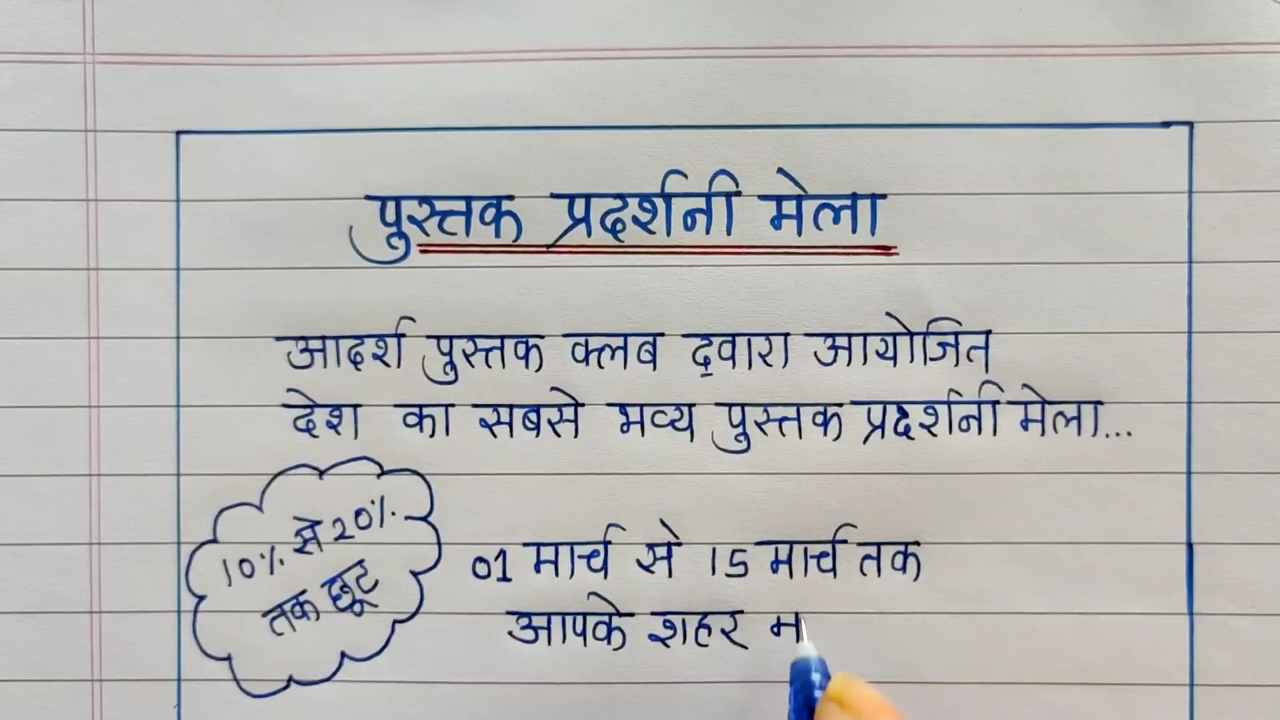 पुस्तक प्रदर्शनी मेला
आदर्श पुस्तक क्लब द्‌वारा आयोजित
देश का सबसे भव्य पुस्तक प्रदर्शनी मेला...
10% से 20%
तक छूट
01 मार्च से 15 मार्च तक
आपके शहर म